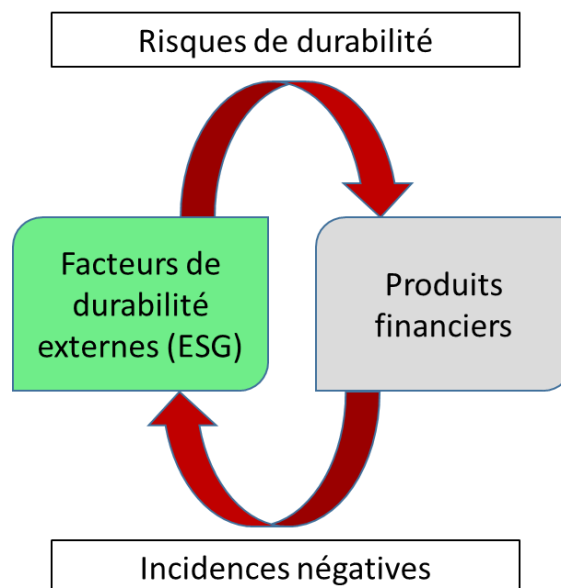 Risques de durabilité
Facteurs de
durabilité
externes (ESG)
Produits
financiers
Incidences négatives